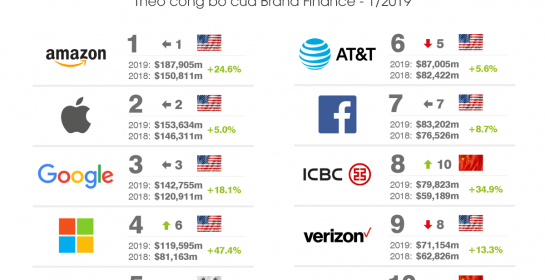 Theo công bố của Brand Finance - 1/2019
amazon
1 1
2019: $187,905m
2018: $150,811m
+24.6%
2 2
2019: $153,634m
2018: $146,311m
+5.0%
Google
3 3
2019: $142,755m
2018: $120,911m
+18.1%
4 6
2019: $119,595m
2018: $81,163m
+47.4%
AT&T
6 5
2019: $87,005m
2018: $82,422m
+5.6%
7 7
2019: $83,202m
2018: $76,526m
+8.7%
ICBC
8 10
2019: $79,823m
2018: $59,189m
+34.9%
verizon
9 8
2019: $71,154m
2018: $62,826m
+13.3%